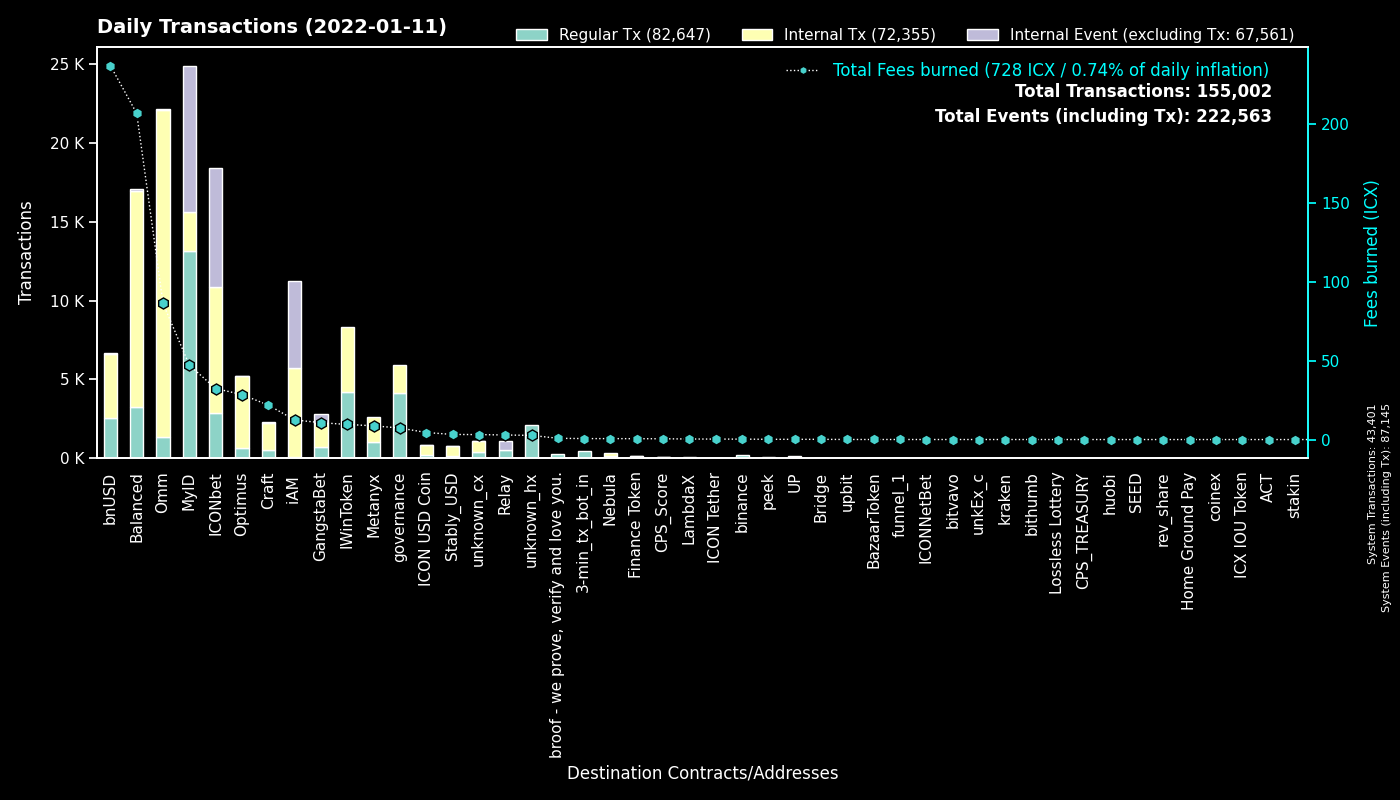 Daily Transactions (2022-01-11)
Regular Tx (82,647)
Internal Tx (72,355)
Internal Event (excluding Tx: 67,561)
Total Fees burned (728 ICX / 0.74% of daily inflation)
Total Transactions: 155,002
Total Events (including Tx): 222,563
Transactions
25 K
20 K
15 K
10 K
5 K
0 K
Fees burned (ICX)
200
150
100
50
0
System Transactions: 43,401
System Events (including Tx): 87,145
bnUSD
Balanced
Omm
MyID
ICONbet
Optimus
Craft
iAM
GangstaBet
IWinToken
Metanyx
governance
ICON USD Coin
Stably_USD
unknown_cx
Relay
unknown_hx
broof - we prove, verify and love you.
3-min_tx_bot_in
Nebula
Finance Token
CPS_Score
LambdaX
ICON Tether
binance
peek
UP
Bridge
upbit
BazaarToken
funnel_1
ICONNetBet
bitvavo
unkEx_c
kraken
bithumb
Lossless Lottery
CPS_TREASURY
huobi
SEED
rev_share
Home Ground Pay
coinex
ICX IOU Token
ACT
stakin
Destination Contracts/Addresses